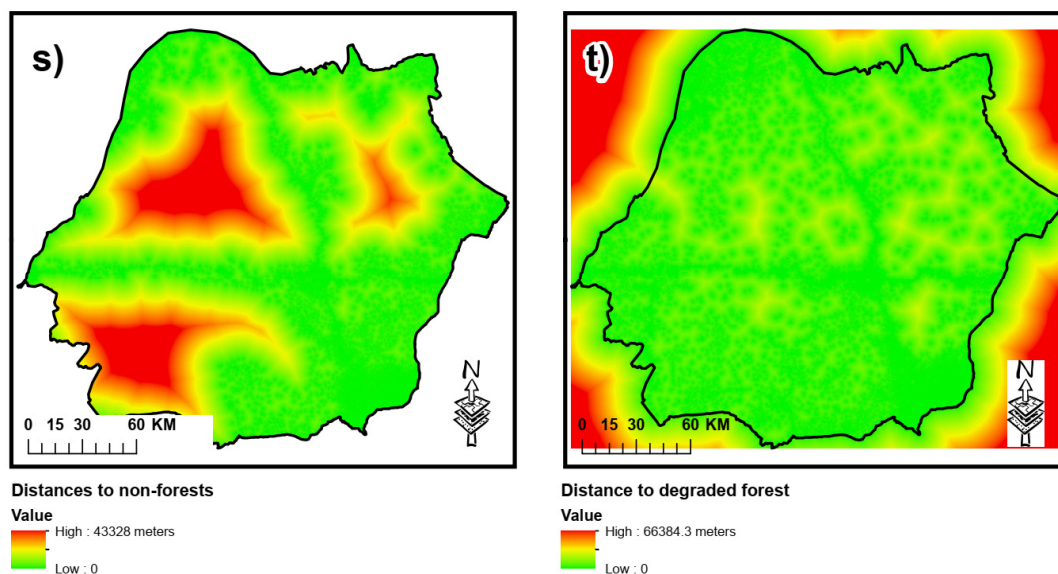 s)
N
0 15 30 60 KM
Distances to non-forests
Value
High : 43328 meters
Low : 0
t)
N
0 15 30 60 KM
Distance to degraded forest
Value
High : 66384.3 meters
Low : 0